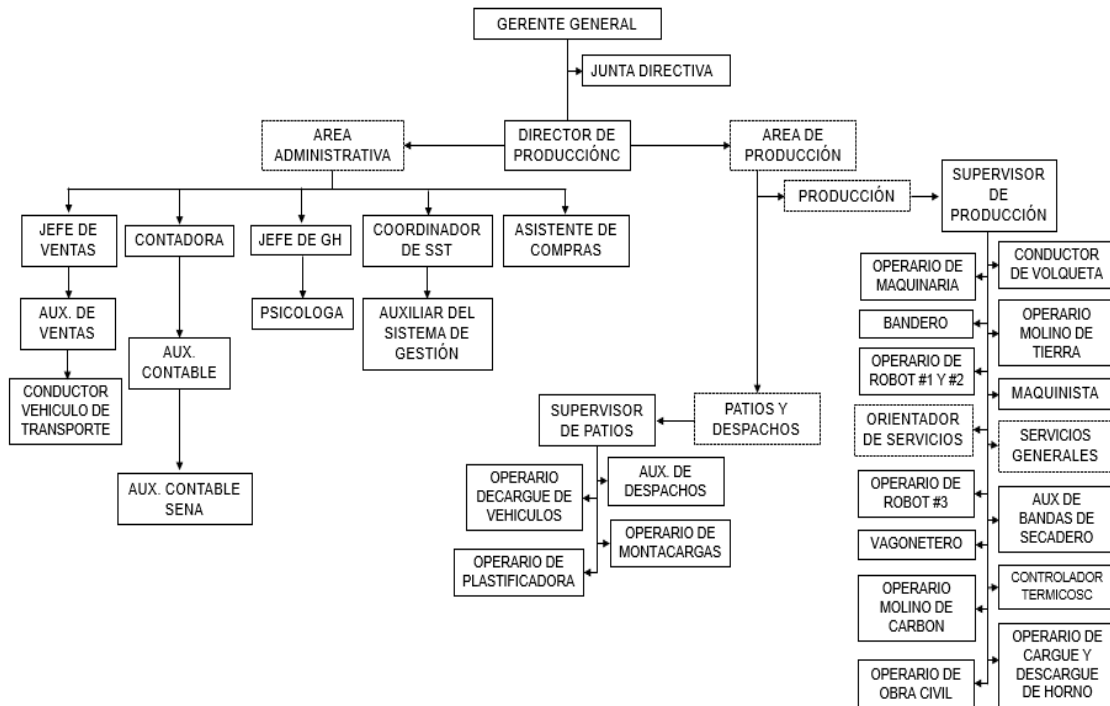 GERENTE GENERAL
JUNTA DIRECTIVA
AREA
ADMINISTRATIVA
DIRECTOR DE
PRODUCCIÓNC
AREA DE
PRODUCCIÓN
PRODUCCIÓN
SUPERVISOR
DE
PRODUCCIÓN
JEFE DE
VENTAS
CONTADORA
JEFE DE GH
COORDINADOR
DE SST
ASISTENTE DE
COMPRAS
AUX. DE
VENTAS
AUX.
CONTABLE
PSICOLOGA
AUXILIAR DEL
SISTEMA DE
GESTIÓN
CONDUCTOR
VEHICULO DE
TRANSPORTE
AUX. CONTABLE
SENA
SUPERVISOR
DE PATIOS
PATIOS Y
DESPACHOS
OPERARIO
DECARGUE DE
VEHICULOS
AUX. DE
DESPACHOS
OPERARIO DE
MONTACARGAS
OPERARIO DE
PLASTIFICADORA
OPERARIO DE
MAQUINARIA
CONDUCTOR
DE VOLQUETA
BANDERO
OPERARIO
MOLINO DE
TIERRA
OPERARIO DE
ROBOT #1 Y #2
MAQUINISTA
ORIENTADOR
DE SERVICIOS
SERVICIOS
GENERALES
OPERARIO DE
ROBOT #3
AUX DE
BANDAS DE
SECADERO
VAGONETERO
OPERARIO
MOLINO DE
CARBON
CONTROLADOR
TERMICOSC
OPERARIO DE
OBRA CIVIL
OPERARIO DE
CARGUE Y
DESCARGUE
DE HORNO